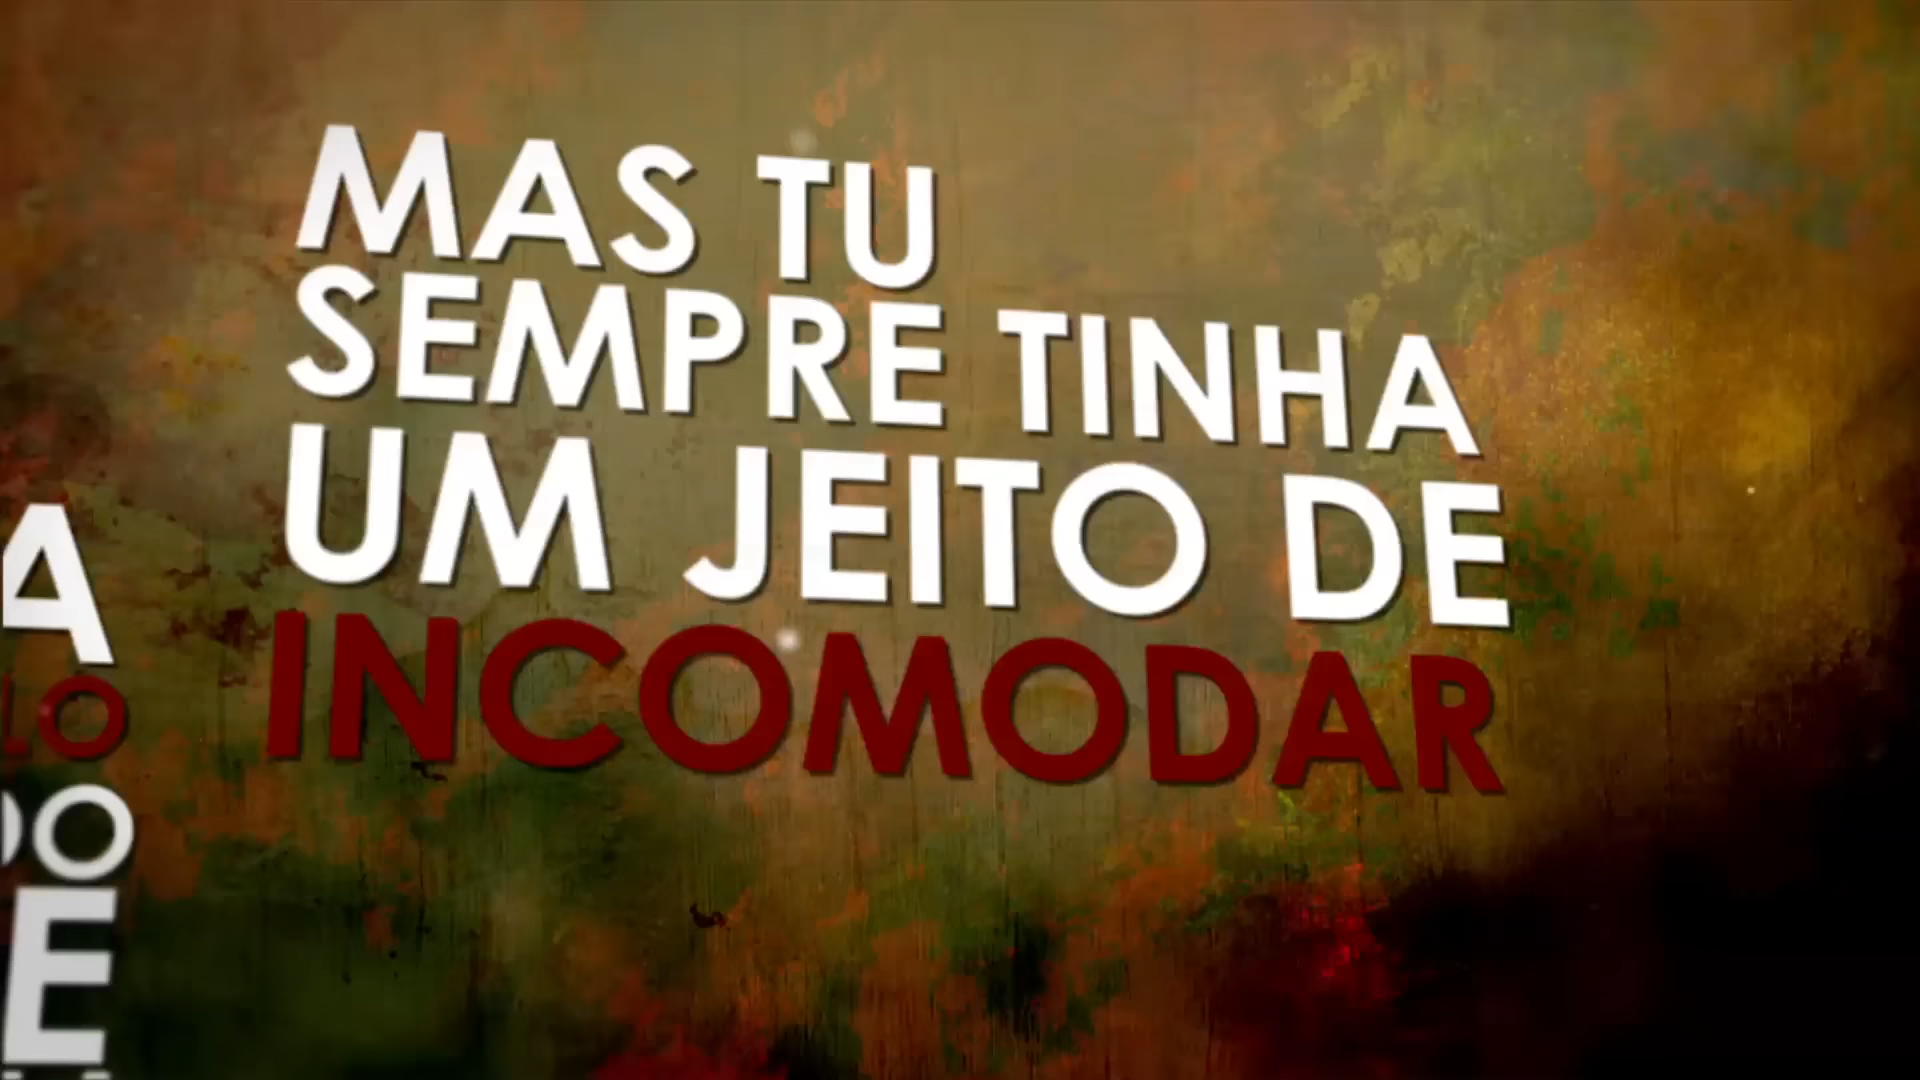 MAS TU
SEMPRE TINHA
UM JEITO DE
INCOMODAR